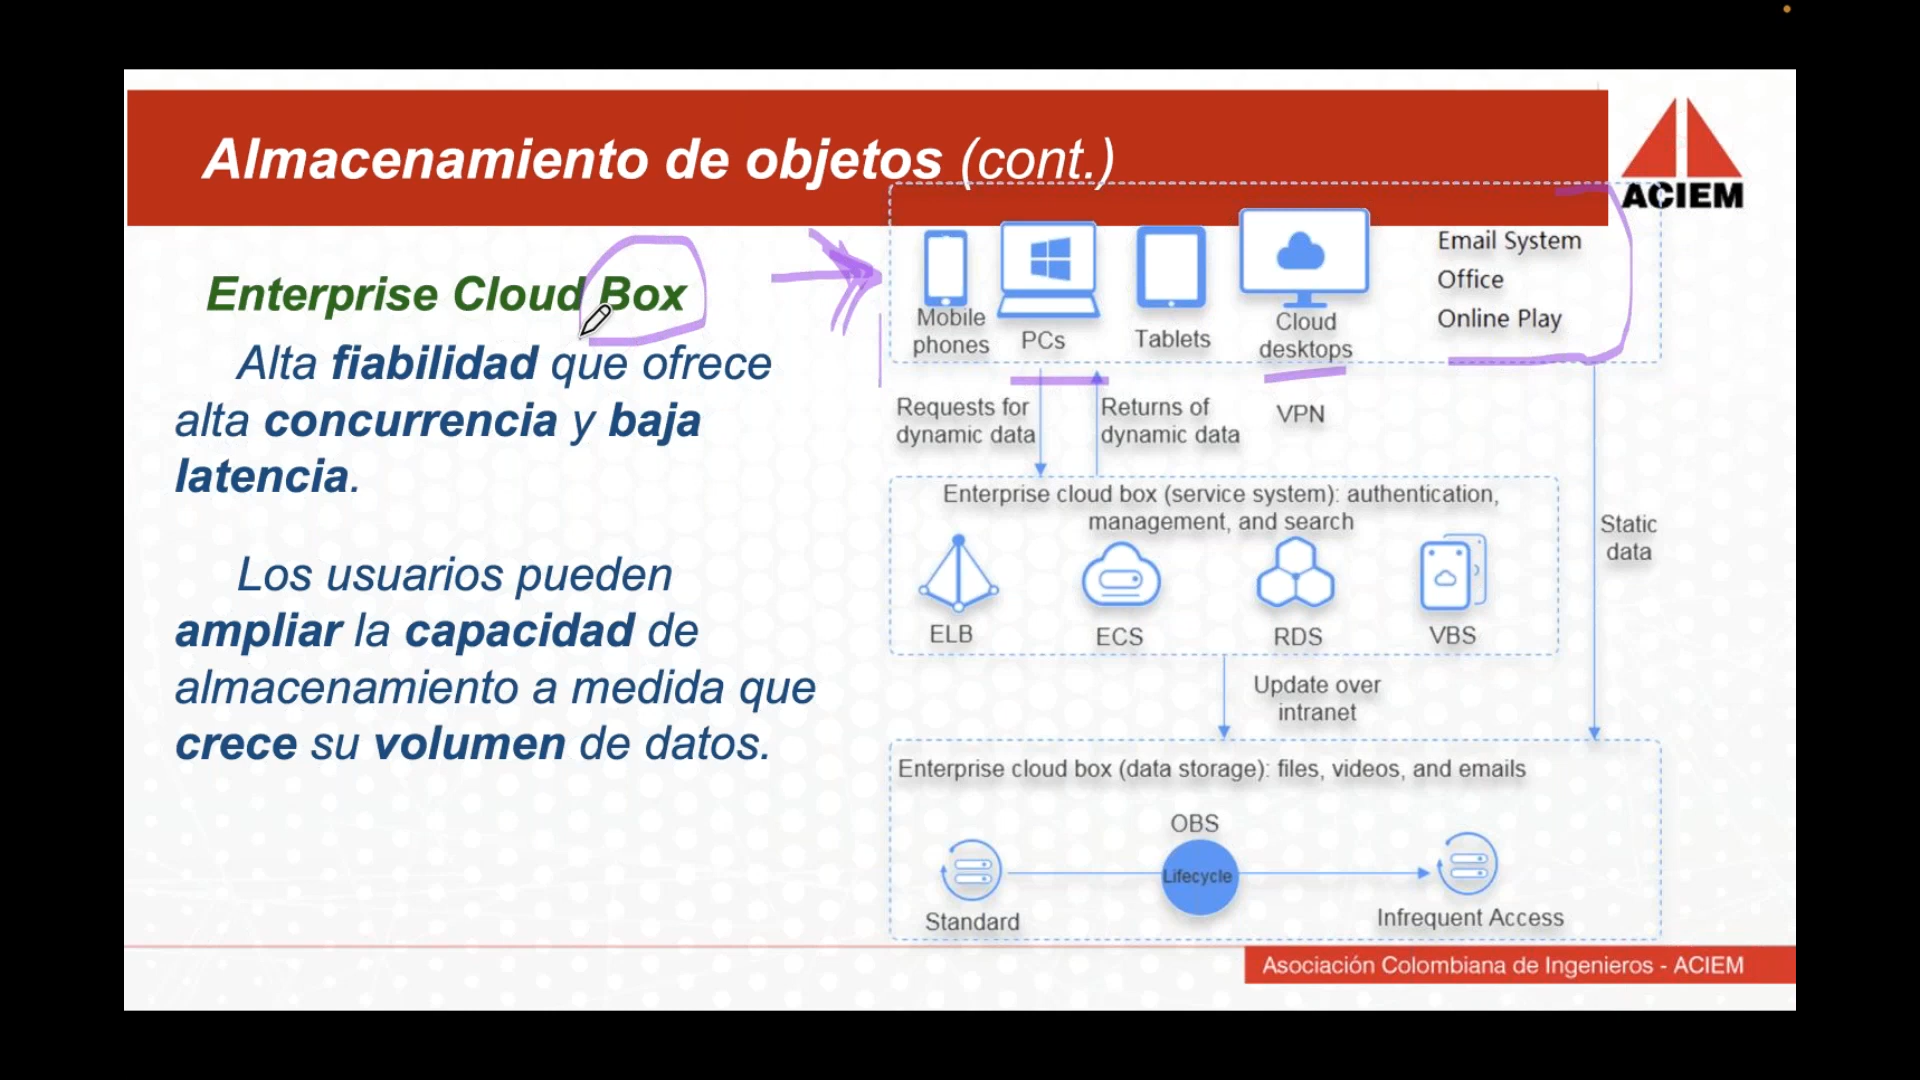 Almacenamiento de objetos (cont.)
ACIEM
Enterprise Cloud Box
Alta fiabilidad que ofrece
alta concurrencia y baja
latencia.
Los usuarios pueden
ampliar la capacidad de
almacenamiento a medida que
crece su volumen de datos.
Mobile
phones
PCs
Tablets
Cloud
desktops
Email System
Office
Online Play
Requests for
dynamic data
Returns of
dynamic data
VPN
Enterprise cloud box (service system): authentication,
management, and search
ELB
ECS
RDS
VBS
Static
data
Update over
intranet
Enterprise cloud box (data storage): files, videos, and emails
OBS
Standard
Lifecycle
Infrequent Access
Asociación Colombiana de Ingenieros - ACIEM